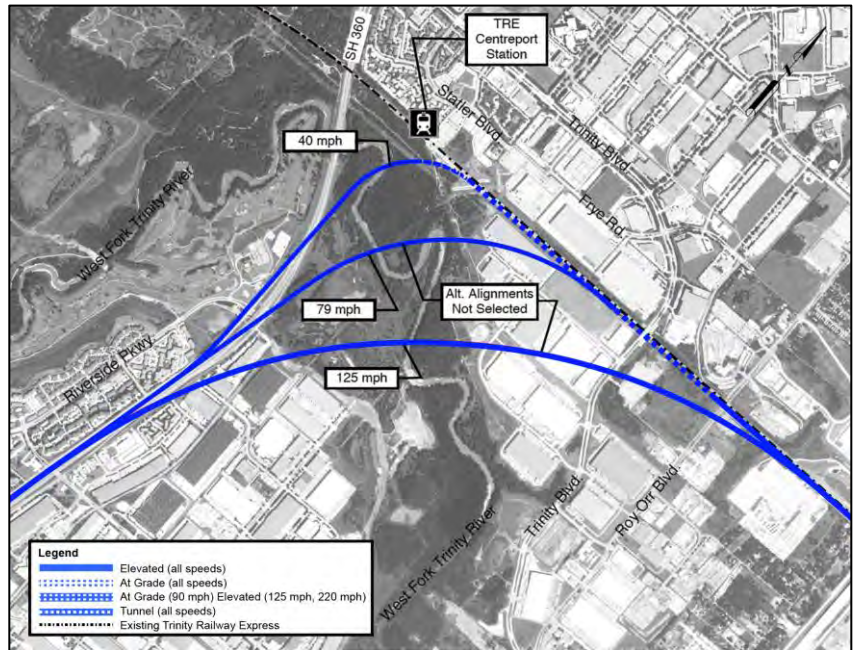 TRE
Centreport
Station
SH 360
Statler Blvd.
Trinity Blvd.
40 mph
Frye Rd.
West Fork Trinity River
Alt. Alignments
Not Selected
79 mph
125 mph
Riverside Pkwy.
Trinity Blvd.
Roy Orr Blvd.
West Fork Trinity River
Legend
Elevated (all speeds)
At Grade (all speeds)
At Grade (90 mph) Elevated (125 mph, 220 mph)
Tunnel (all speeds)
Existing Trinity Railway Express